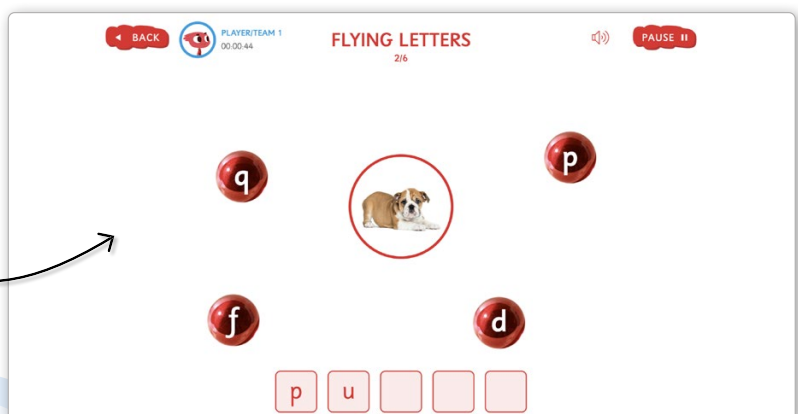 BACK
PLAYER/TEAM 1
00:00:44
FLYING LETTERS
2/6
PAUSE
q
p
f
d
p u